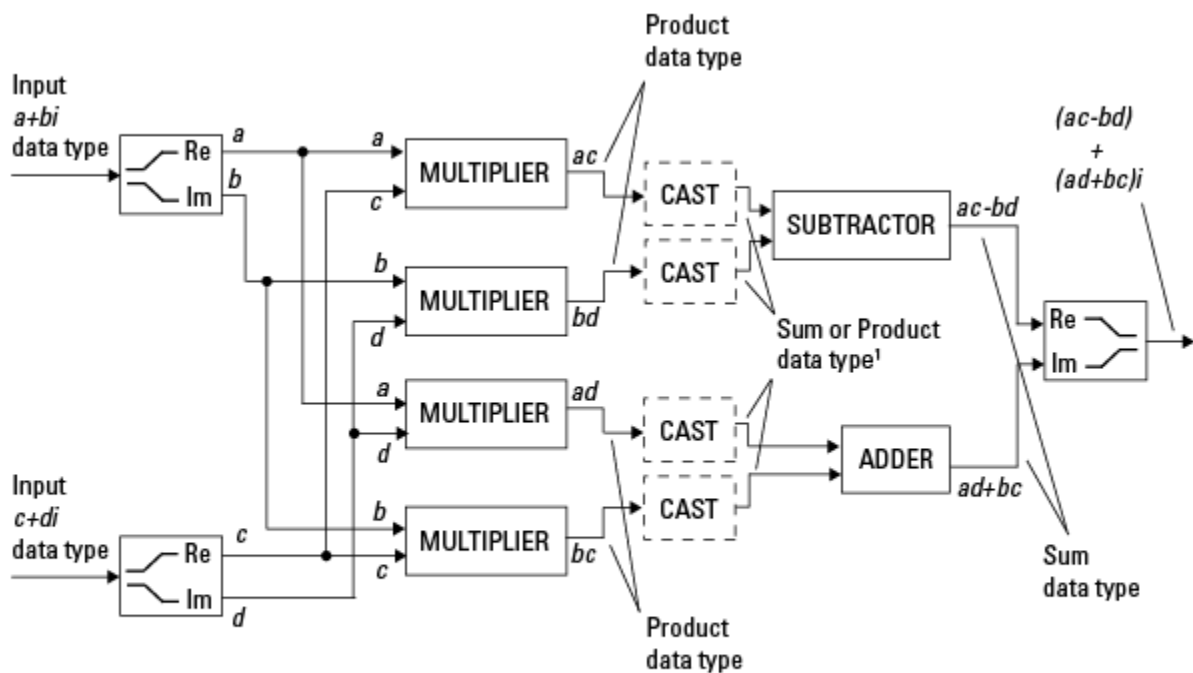 Product
data type
Input
a+bi
data type
Re
Im
a
b
a
c
MULTIPLIER
ac
CAST
SUBTRACTOR
ac-bd
(ac-bd)
+
(ad+bc)i
b
d
MULTIPLIER
bd
CAST
Sum or Product
data type¹
Re
Im
a
d
MULTIPLIER
ad
CAST
ADDER
ad+bc
Input
c+di
data type
Re
Im
c
d
b
c
MULTIPLIER
bc
CAST
Sum
data type
Product
data type